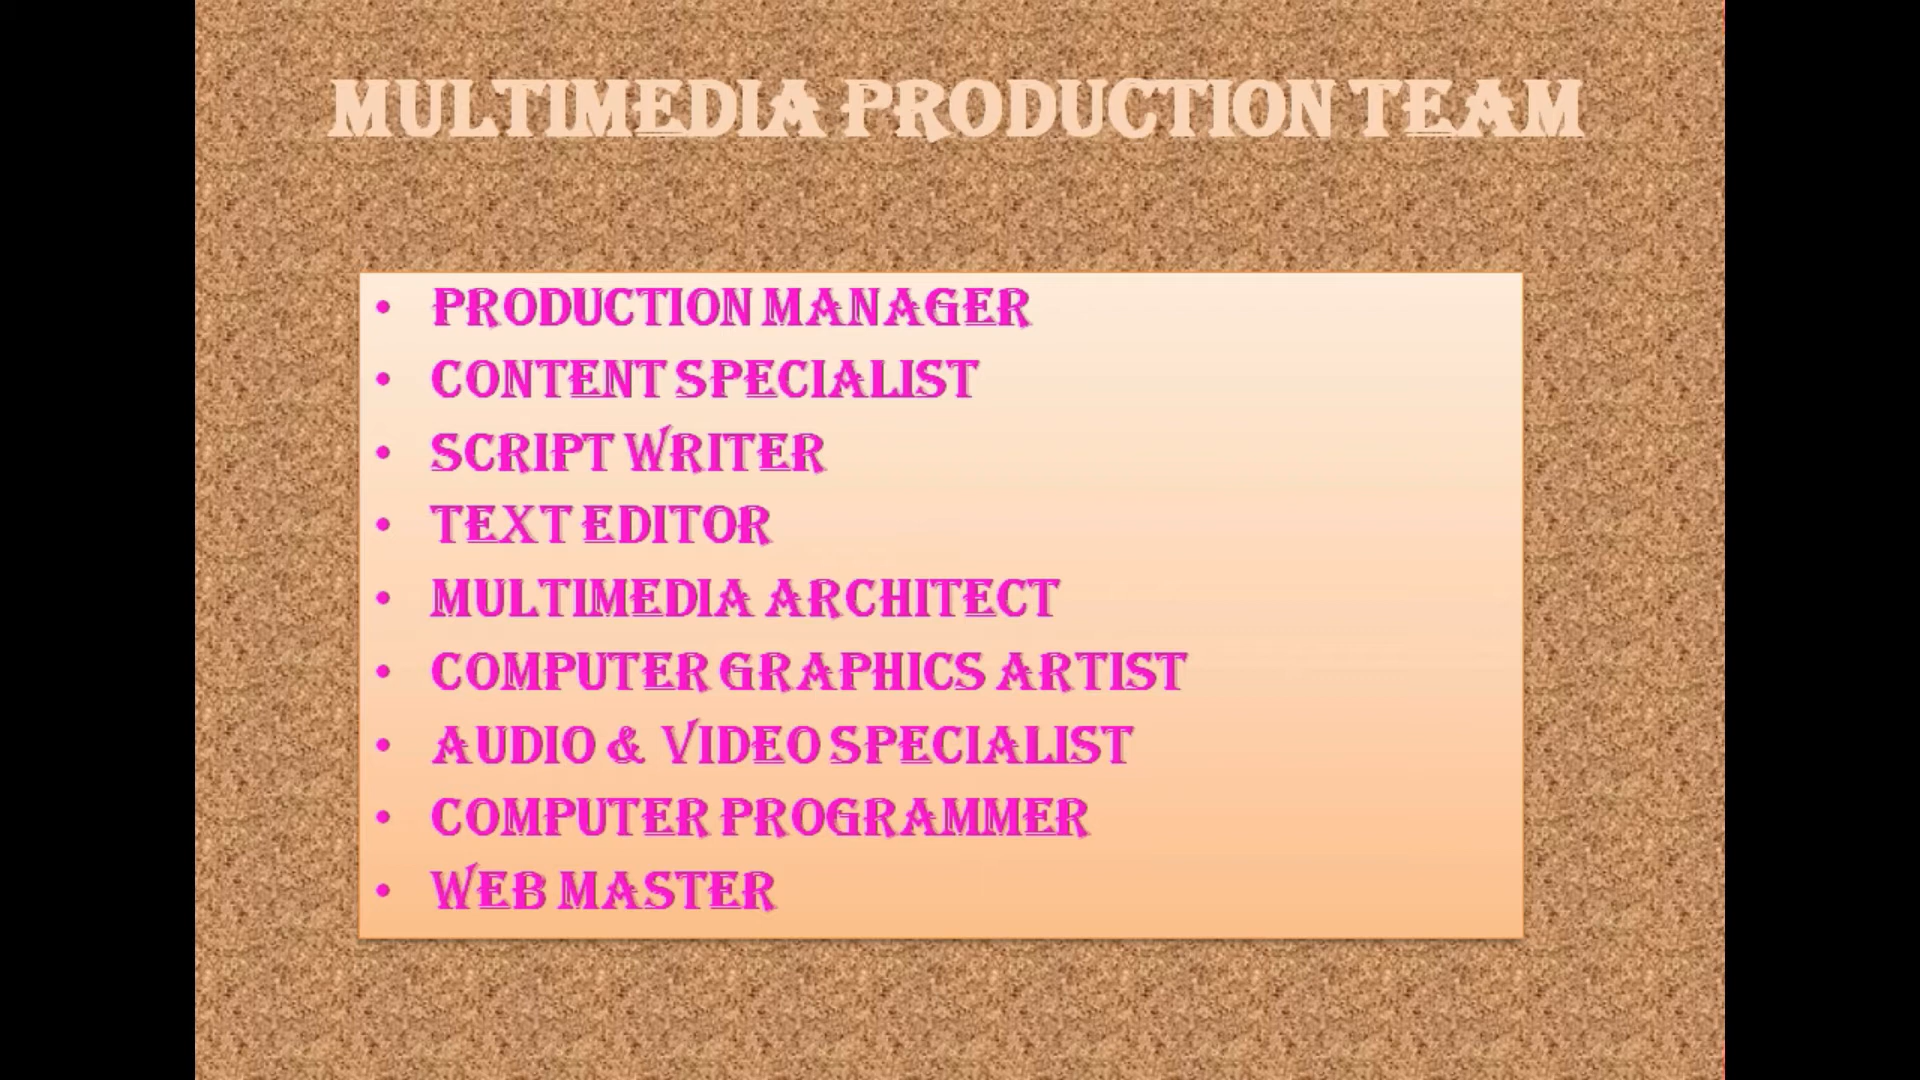 MULTIMEDIA PRODUCTION TEAM
• PRODUCTION MANAGER
• CONTENT SPECIALIST
• SCRIPT WRITER
• TEXT EDITOR
• MULTIMEDIA ARCHITECT
• COMPUTER GRAPHICS ARTIST
• AUDIO & VIDEO SPECIALIST
• COMPUTER PROGRAMMER
• WEB MASTER